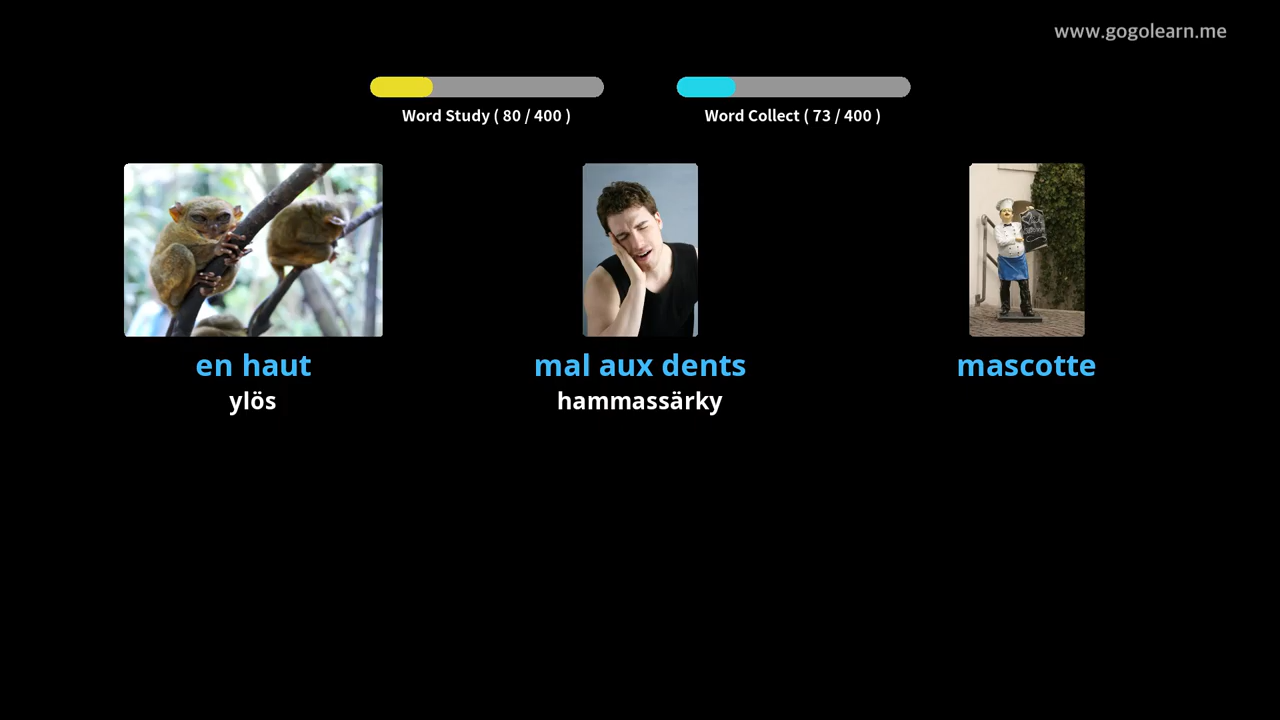 www.gogolearn.me
Word Study ( 80 / 400 )
Word Collect ( 73 / 400 )
en haut
mal aux dents
mascotte
ylös
hammassärky